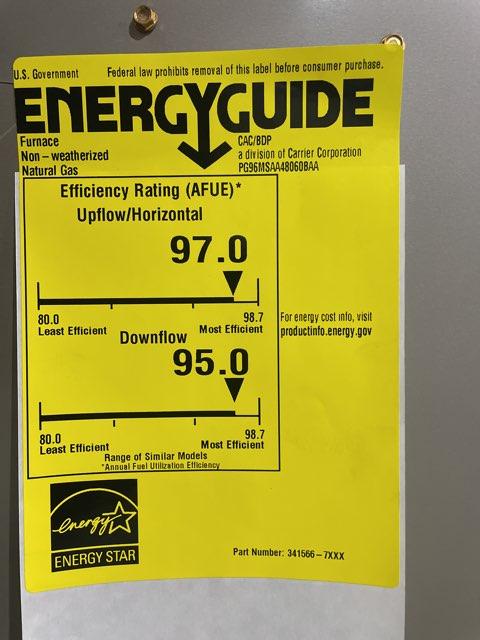 U.S. Government Federal law prohibits removal of this label before consumer purchase.
ENERGYGUIDE
Furnace
Non-weatherized
Natural Gas
CAC/BDP
a division of Carrier Corporation
PG96MSAA48060BAA
Efficiency Rating (AFUE)*
Upflow/Horizontal
97.0
80.0 98.7
Least Efficient Most Efficient
Downflow
95.0
80.0 98.7
Least Efficient Most Efficient
Range of Similar Models
*Annual Fuel Utilization Efficiency
For energy cost info, visit
productinfo.energy.gov
energy
ENERGY STAR
Part Number: 341566-7XXX